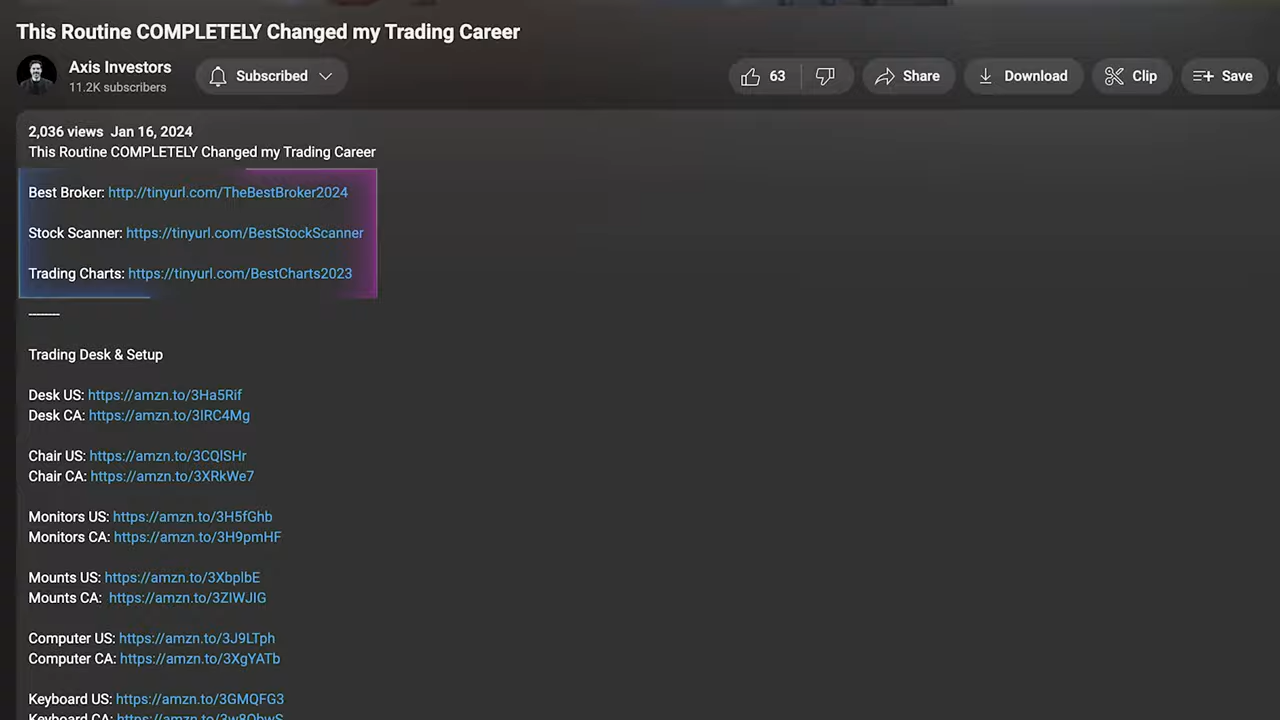 This Routine COMPLETELY Changed my Trading Career
Axis Investors
11.2K subscribers
Subscribed
63
Share
Download
Clip
Save
2,036 views Jan 16, 2024
This Routine COMPLETELY Changed my Trading Career
Best Broker: http://tinyurl.com/TheBestBroker2024
Stock Scanner: https://tinyurl.com/BestStockScanner
Trading Charts: https://tinyurl.com/BestCharts2023
--------
Trading Desk & Setup
Desk US: https://amzn.to/3Ha5Rif
Desk CA: https://amzn.to/3IRC4Mg
Chair US: https://amzn.to/3CQlSHr
Chair CA: https://amzn.to/3XRkWe7
Monitors US: https://amzn.to/3H5fGhb
Monitors CA: https://amzn.to/3H9pmHF
Mounts US: https://amzn.to/3XbplbE
Mounts CA: https://amzn.to/3ZIWJIG
Computer US: https://amzn.to/3J9LTph
Computer CA: https://amzn.to/3XgYATb
Keyboard US: https://amzn.to/3GMQFG3
Keyboard CA: